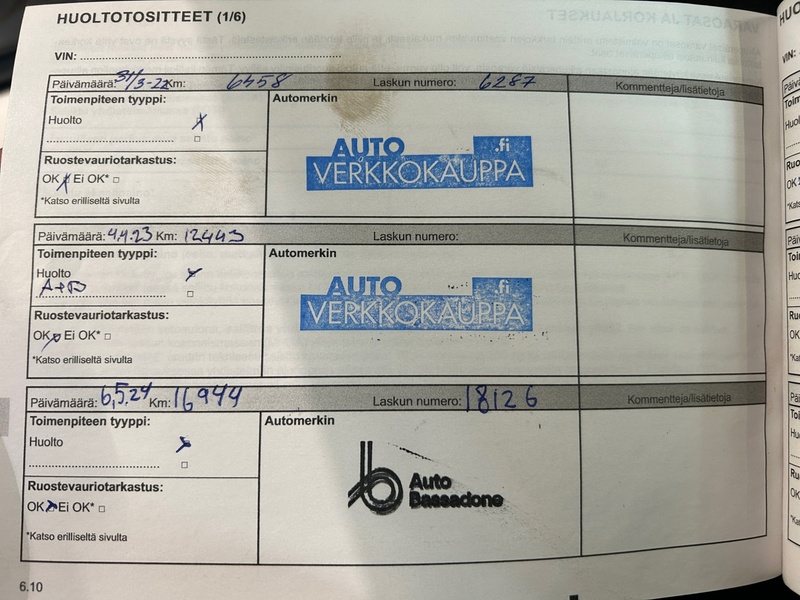 HUOLTOTOSITTEET (1/6)
VIN:
Päivämäärä: 31/3-22 Km: 6458 Laskun numero: 6287 Kommentteja/lisätietoja
Toimenpiteen tyyppi: Automerkin
Huolto
AUTO .fi
VERKKOKAUPPA
Ruostevauriotarkastus:
OK Ei OK*
*Katso erilliseltä sivulta
Päivämäärä: 4.4.23 Km: 12443 Laskun numero: Kommentteja/lisätietoja
Toimenpiteen tyyppi: Automerkin
Huolto
A+B
AUTO .fi
VERKKOKAUPPA
Ruostevauriotarkastus:
OK Ei OK*
*Katso erilliseltä sivulta
Päivämäärä: 6,5,24 Km: 16944 Laskun numero: 18126 Kommentteja/lisätietoja
Toimenpiteen tyyppi: Automerkin
Huolto
Auto
Bassadone
Ruostevauriotarkastus:
OK Ei OK*
*Katso erilliseltä sivulta
6.10